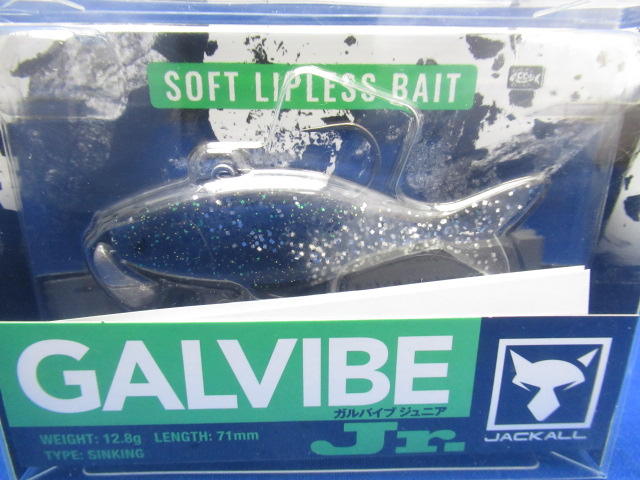 SOFT LIPLESS BAIT
GALVIBE
ガルバイブ ジュニア
Jr.
WEIGHT: 12.8g LENGTH: 71mm
TYPE: SINKING
JACKALL